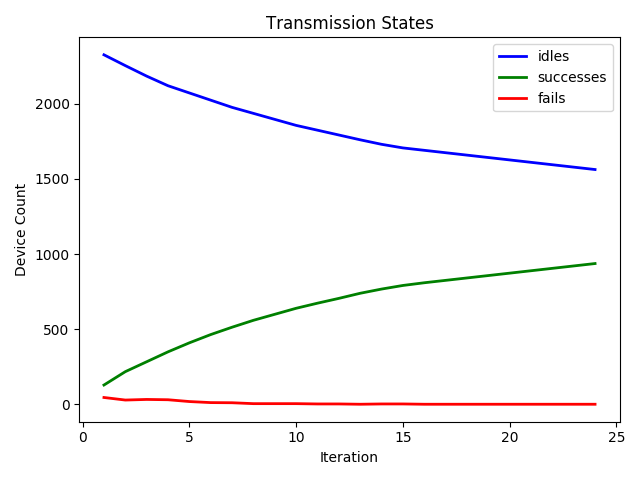 Transmission States
idles
successes
fails
Device Count
2000
1500
1000
500
0
0 5 10 15 20 25
Iteration